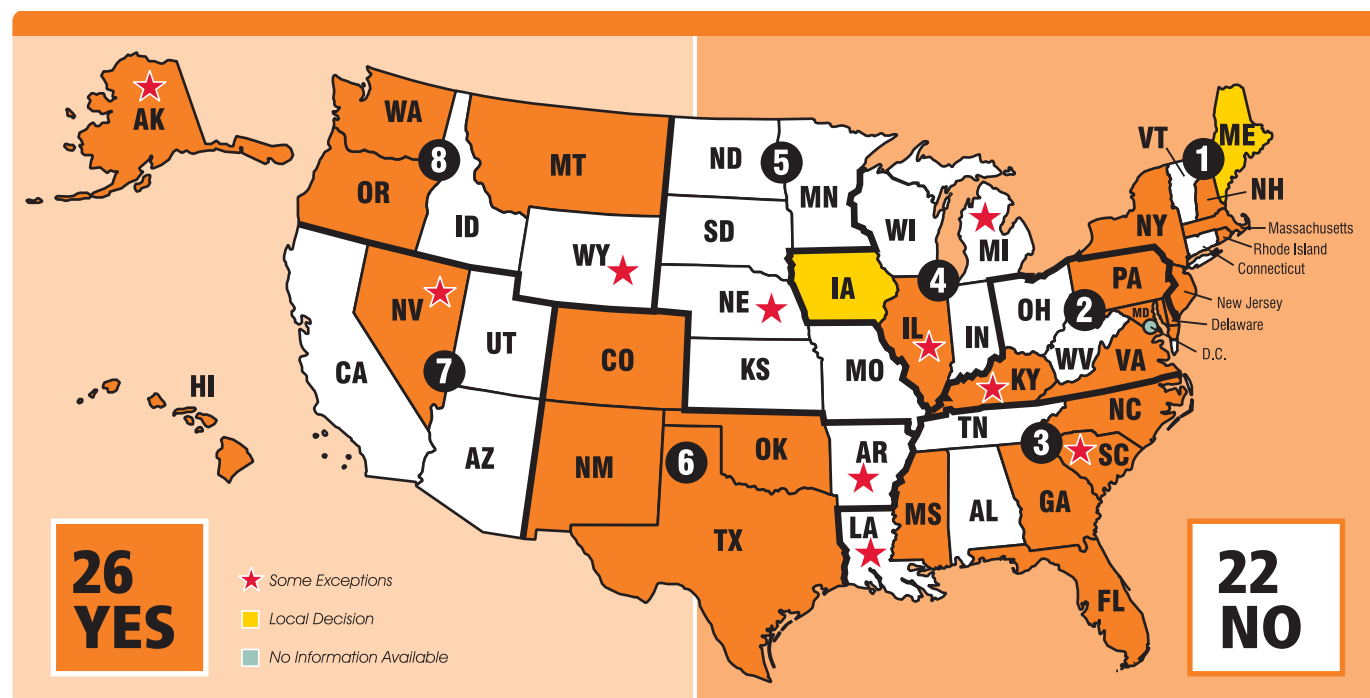 AK
WA
MT
ND
5
MN
VT
1
ME
8
OR
ID
NH
SD
WI
MI
NY
Massachusetts
Rhode Island
Connecticut
WY
4
PA
NV
NE
IA
IL
IN
OH
2
MD
New Jersey
Delaware
D.C.
UT
CO
WV
VA
CA
7
KS
MO
KY
HI
NC
TN
3
SC
AZ
NM
6
OK
AR
GA
MS
AL
LA
TX
FL
26
YES
Some Exceptions
Local Decision
No Information Available
22
NO